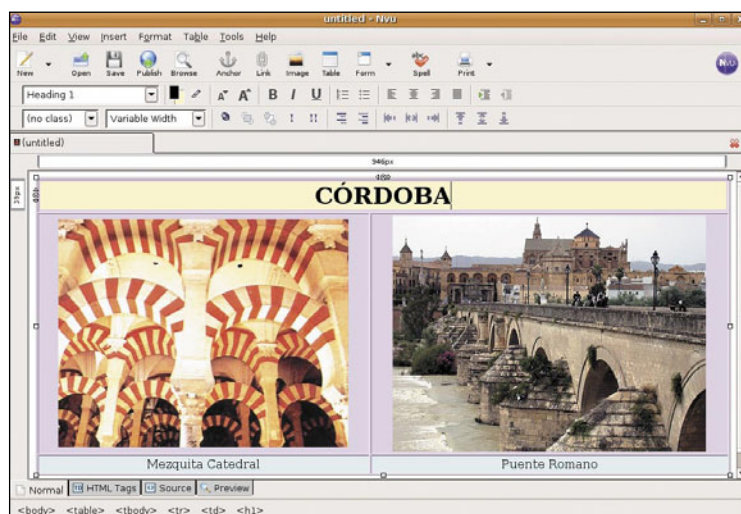 untitled - Nvu
File Edit View Insert Format Table Tools Help
New Open Save Publish Browse Anchor Link Image Table Form Spell Print Nvu
Heading 1 A A B I U
(no class) Variable Width ! !!
(untitled)
946px
39px
CÓRDOBA
Mezquita Catedral Puente Romano
Normal HTML Tags Source Preview
<body> <table> <tbody> <tr> <td> <h1>